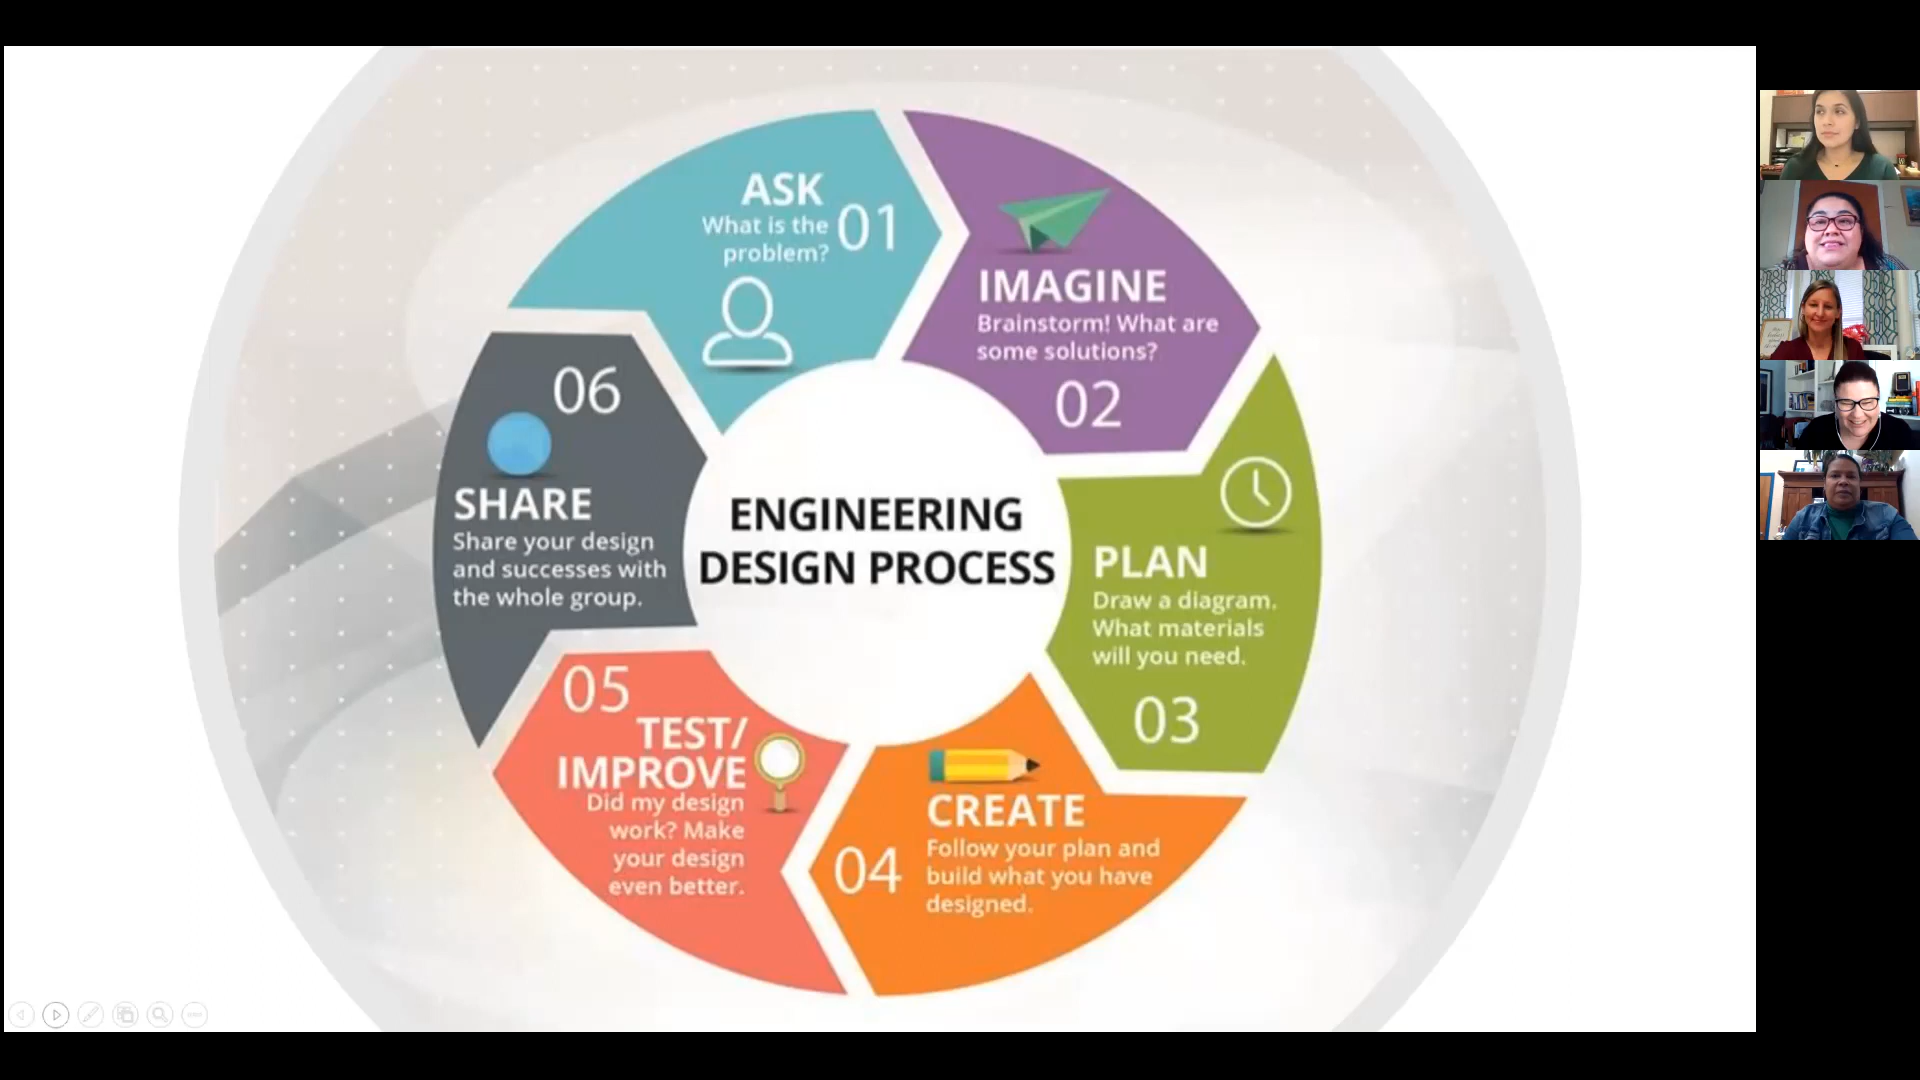 ASK
What is the
problem?
01
IMAGINE
Brainstorm! What are
some solutions?
02
PLAN
Draw a diagram.
What materials
will you need.
03
CREATE
Follow your plan and
build what you have
designed.
04
05
TEST/
IMPROVE
Did my design
work? Make
your design
even better.
06
SHARE
Share your design
and successes with
the whole group.
ENGINEERING
DESIGN PROCESS